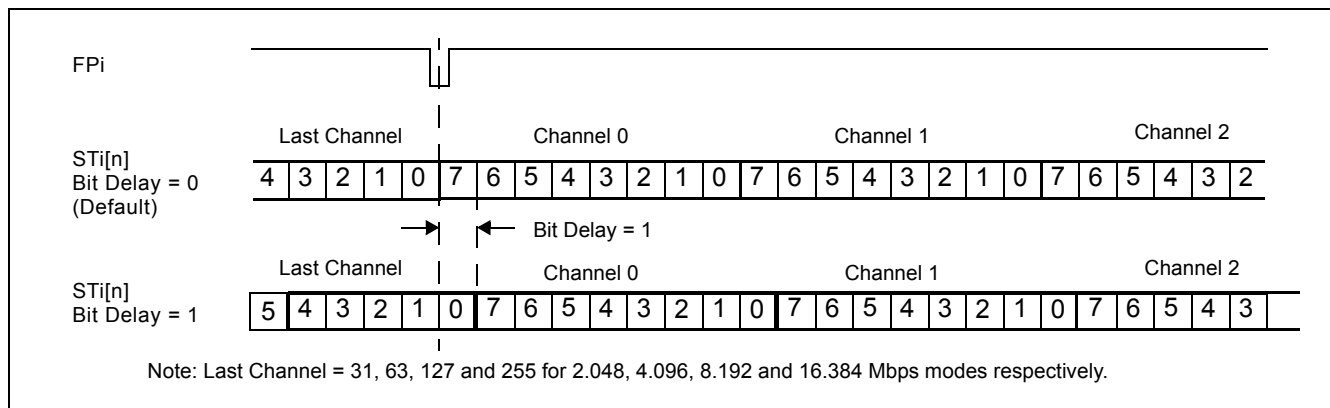 FPi
Last Channel Channel 0 Channel 1 Channel 2
STi[n]
Bit Delay = 0
(Default)
4 3 2 1 0 7 6 5 4 3 2 1 0 7 6 5 4 3 2 1 0 7 6 5 4 3 2
Bit Delay = 1
Last Channel Channel 0 Channel 1 Channel 2
STi[n]
Bit Delay = 1
5 4 3 2 1 0 7 6 5 4 3 2 1 0 7 6 5 4 3 2 1 0 7 6 5 4 3
Note: Last Channel = 31, 63, 127 and 255 for 2.048, 4.096, 8.192 and 16.384 Mbps modes respectively.